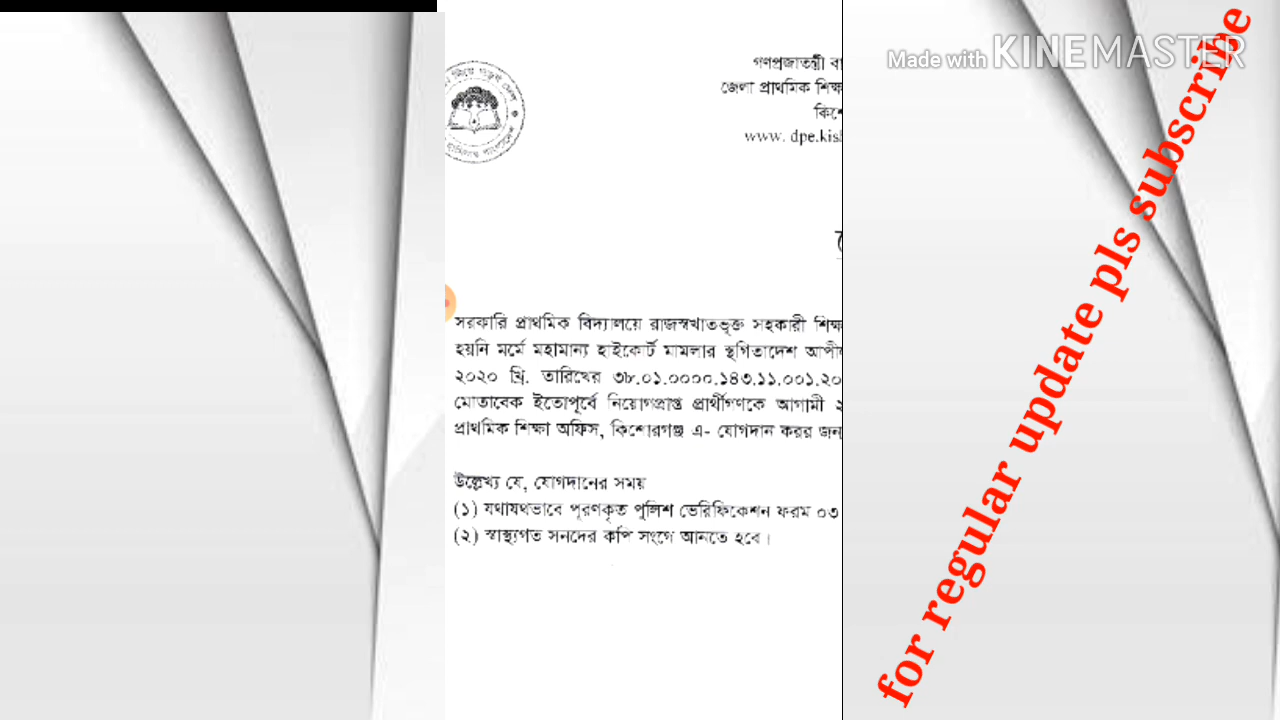 গণপ্রজাতন্ত্রী
জেলা প্রাথমিক
www. dpe.kish
সরকারি প্রাথমিক বিদ্যালয়ে রাজস্বখাতভূক্ত সহকারী
হয়নি মর্মে মহামান্য হাইকোর্ট মামলার স্থগিতাদেশ
২০২০ খ্রি. তারিখের ৩৮.০১.০০০০.১৪৩.১১.০০১.২০
মোতাবেক ইতোপূর্বে নিয়োগপ্রাপ্ত প্রার্থীগণকে আগামী ২
প্রাথমিক শিক্ষা অফিস, কিশোরগঞ্জ এ- যোগদান করর জন্য
উল্লেখ্য যে, যোগদানের সময়
(১) যথাযথভাবে পূরণকৃত পুলিশ ভেরিফিকেশন ফরম ০৩
(২) স্বাস্থ্যগত সনদের কপি সংগে আনতে হবে।
Made with KINEMASTER
for regular update pls subscribe